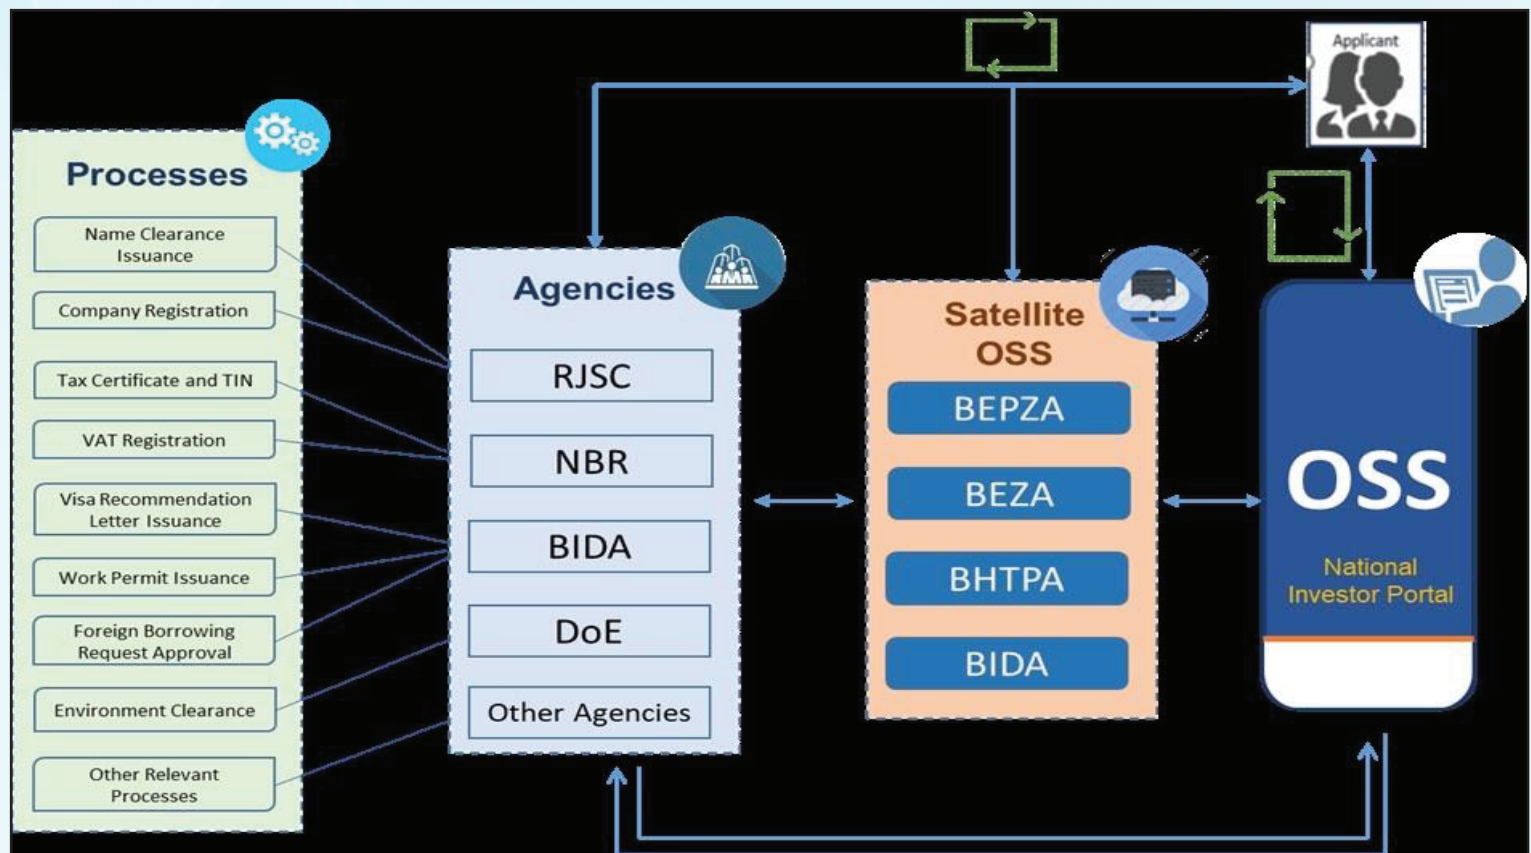 Applicant
Processes
Name Clearance
Issuance
Company Registration
Tax Certificate and TIN
VAT Registration
Visa Recommendation
Letter Issuance
Work Permit Issuance
Foreign Borrowing
Request Approval
Environment Clearance
Other Relevant
Processes
Agencies
RJSC
NBR
BIDA
DoE
Other Agencies
Satellite
OSS
BEPZA
BEZA
BHTPA
BIDA
OSS
National
Investor Portal